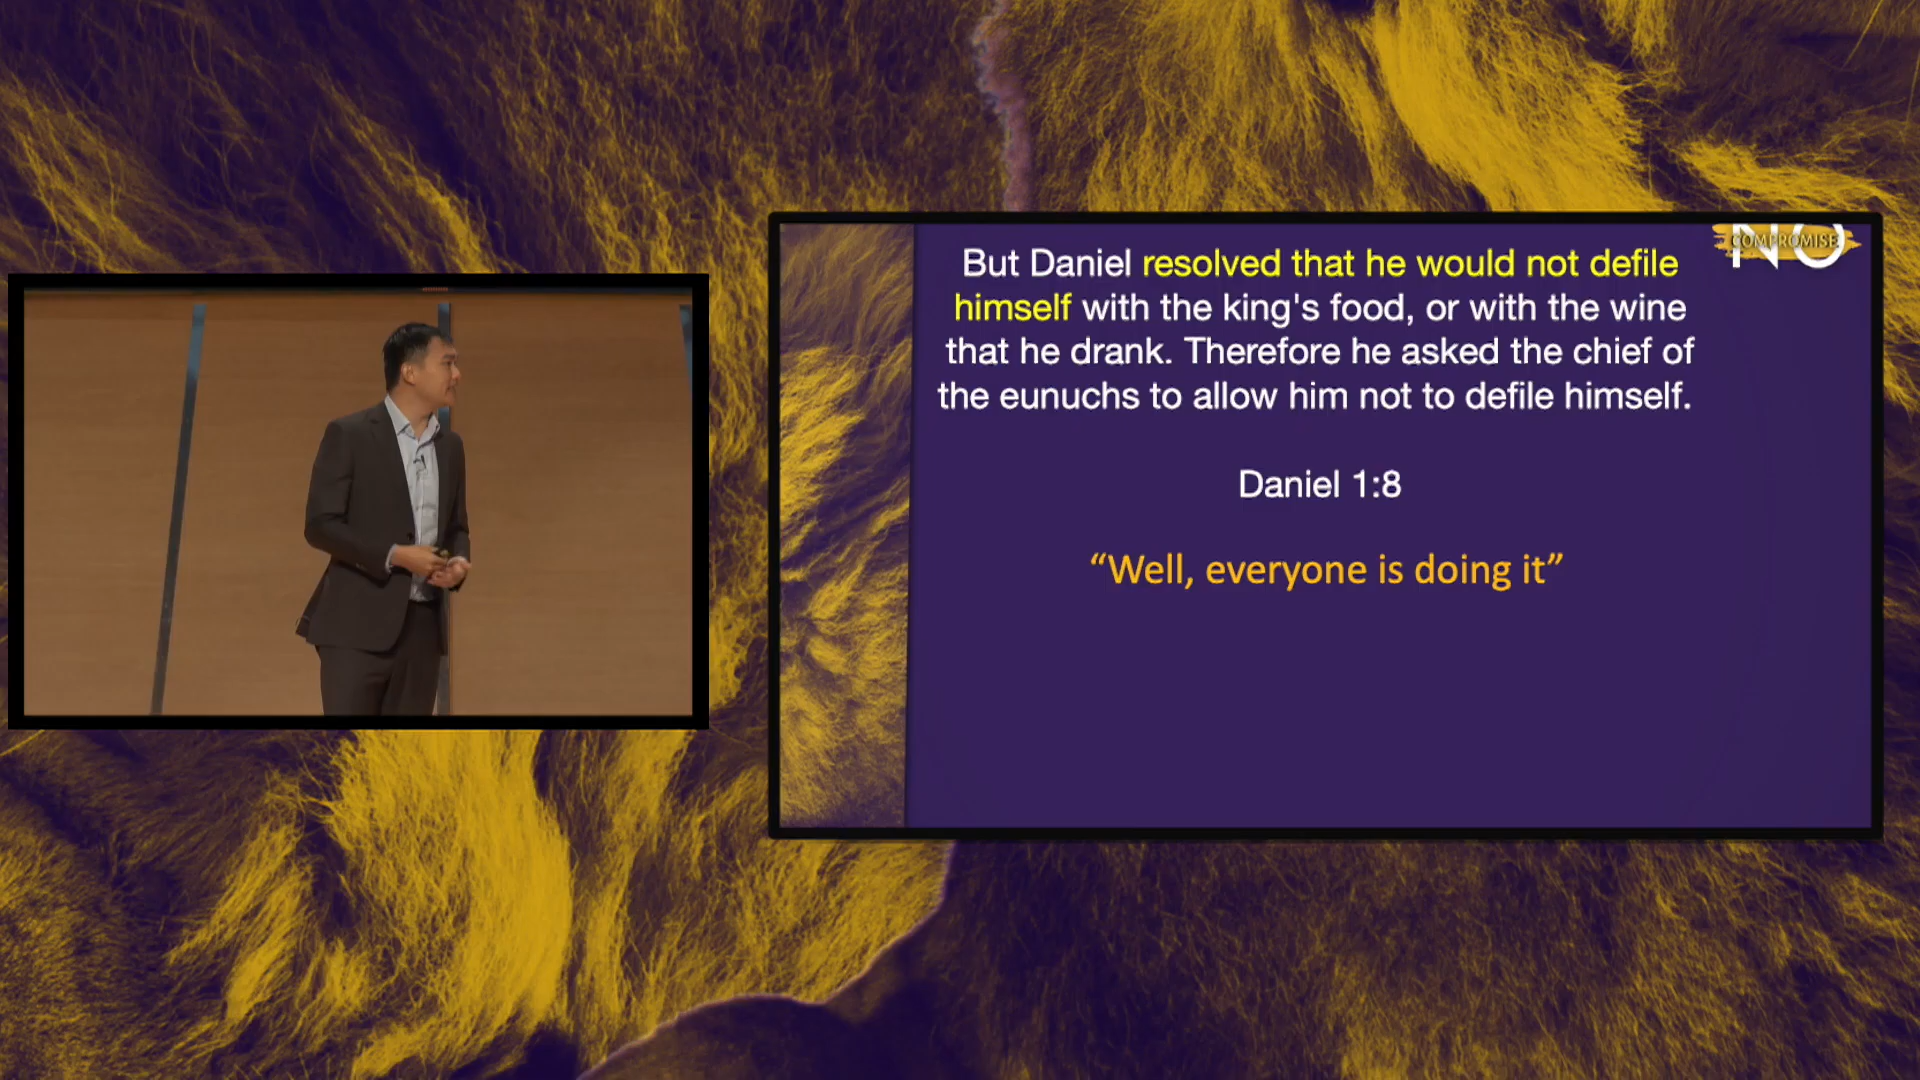 But Daniel resolved that he would not defile
himself with the king's food, or with the wine
that he drank. Therefore he asked the chief of
the eunuchs to allow him not to defile himself.
Daniel 1:8
“Well, everyone is doing it”
NO
COMPROMISE